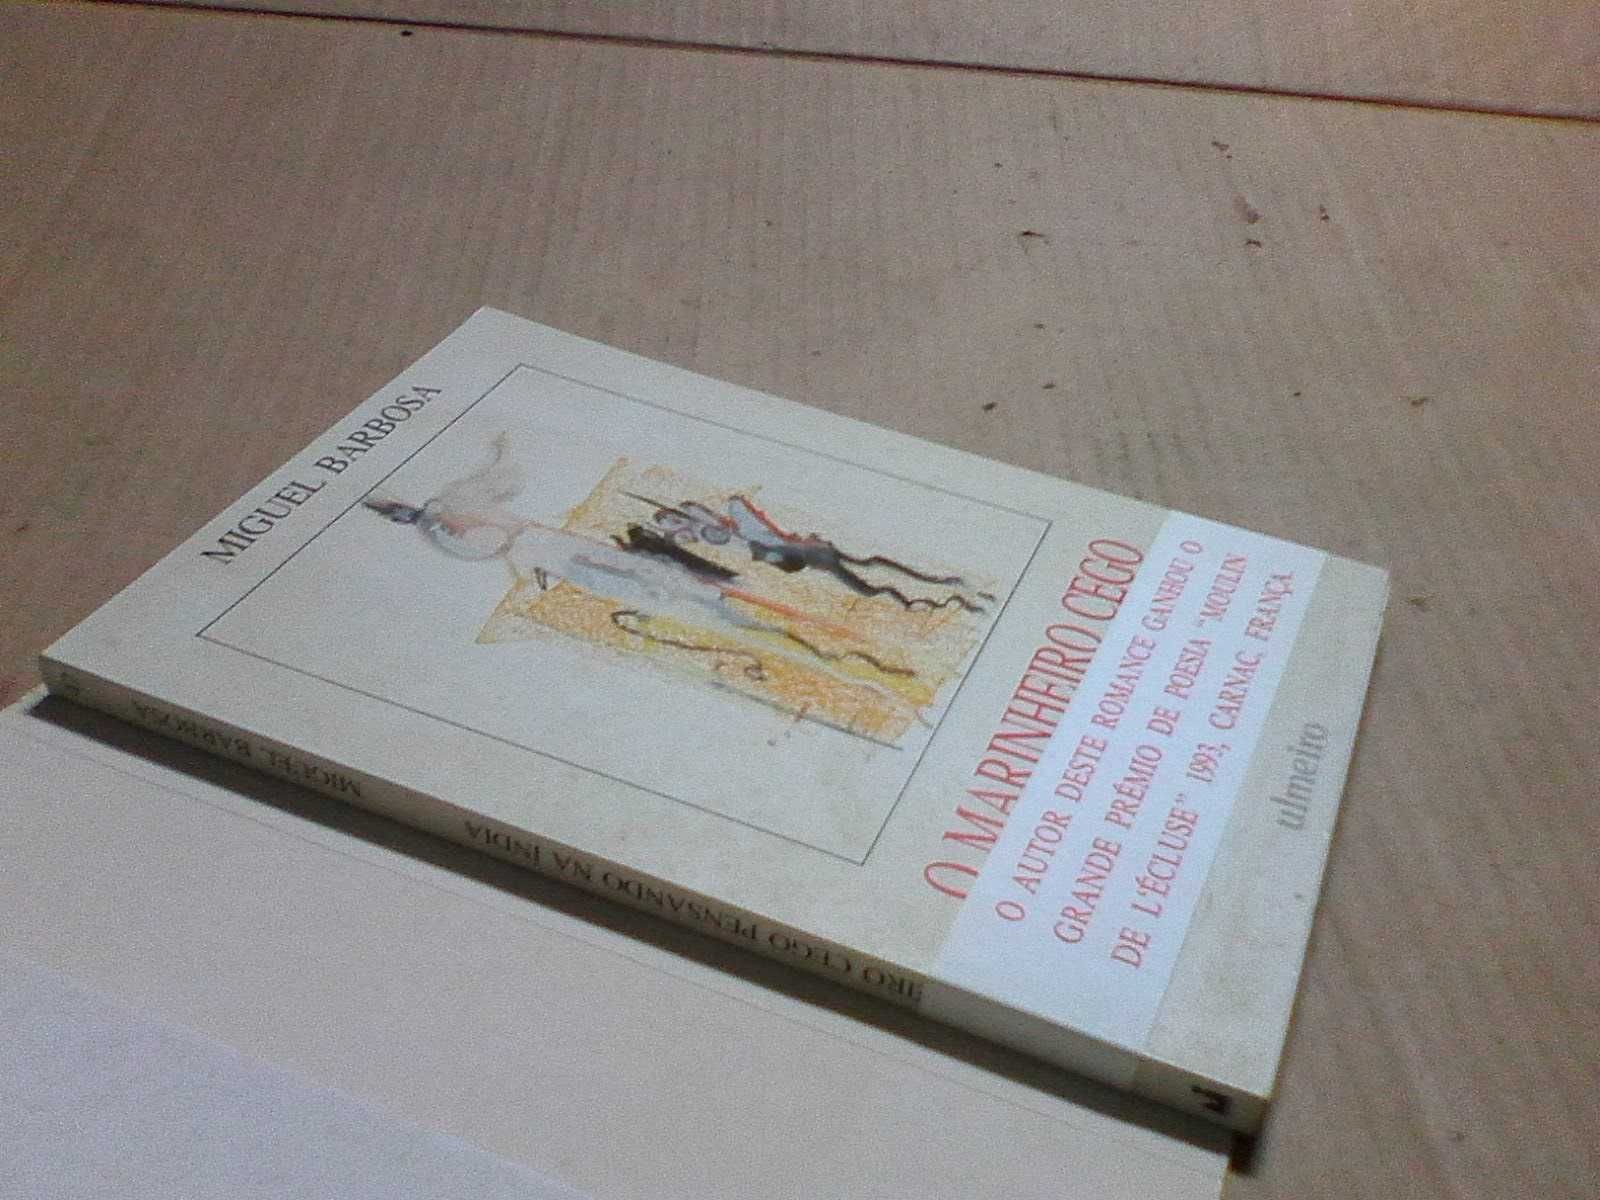 MIGUEL BARBOSA
O MARINHEIRO CEGO
O AUTOR DESTE ROMANCE GANHOU O
GRANDE PRÉMIO DE POESIA “MOULIN
DE L'ÉCLUSE” 1993, CARNAC, FRANÇA.
ulmeiro
MIGUEL BARBOSA
EIRO CEGO PENSANDO NA ÍNDIA